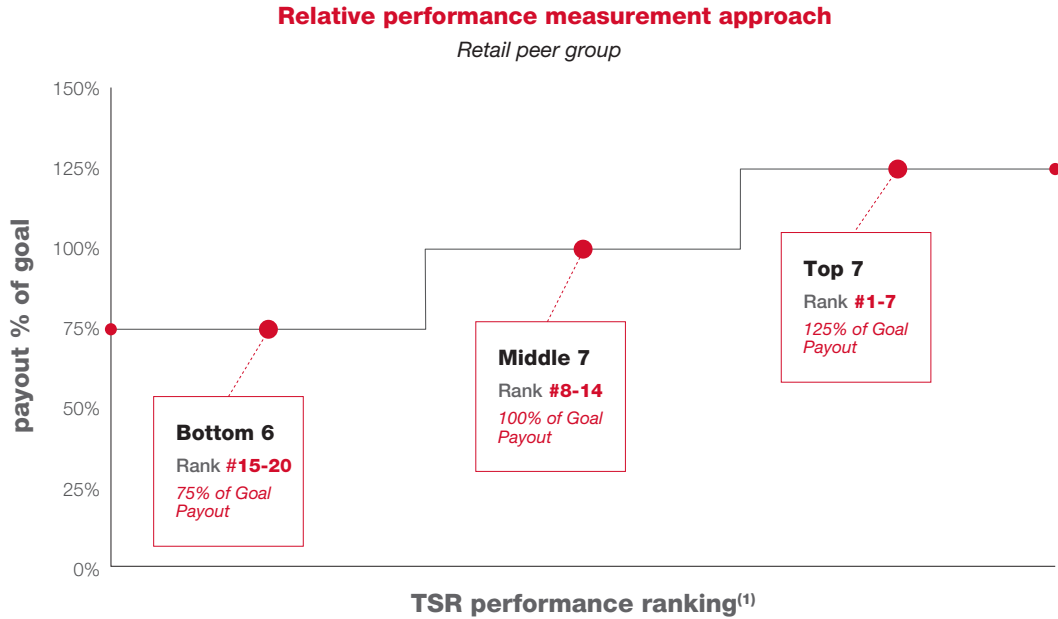 Relative performance measurement approach
Retail peer group
150%
125%
100%
75%
50%
25%
0%
payout % of goal
Bottom 6
Rank #15-20
75% of Goal
Payout
Middle 7
Rank #8-14
100% of Goal
Payout
Top 7
Rank #1-7
125% of Goal
Payout
TSR performance ranking(1)